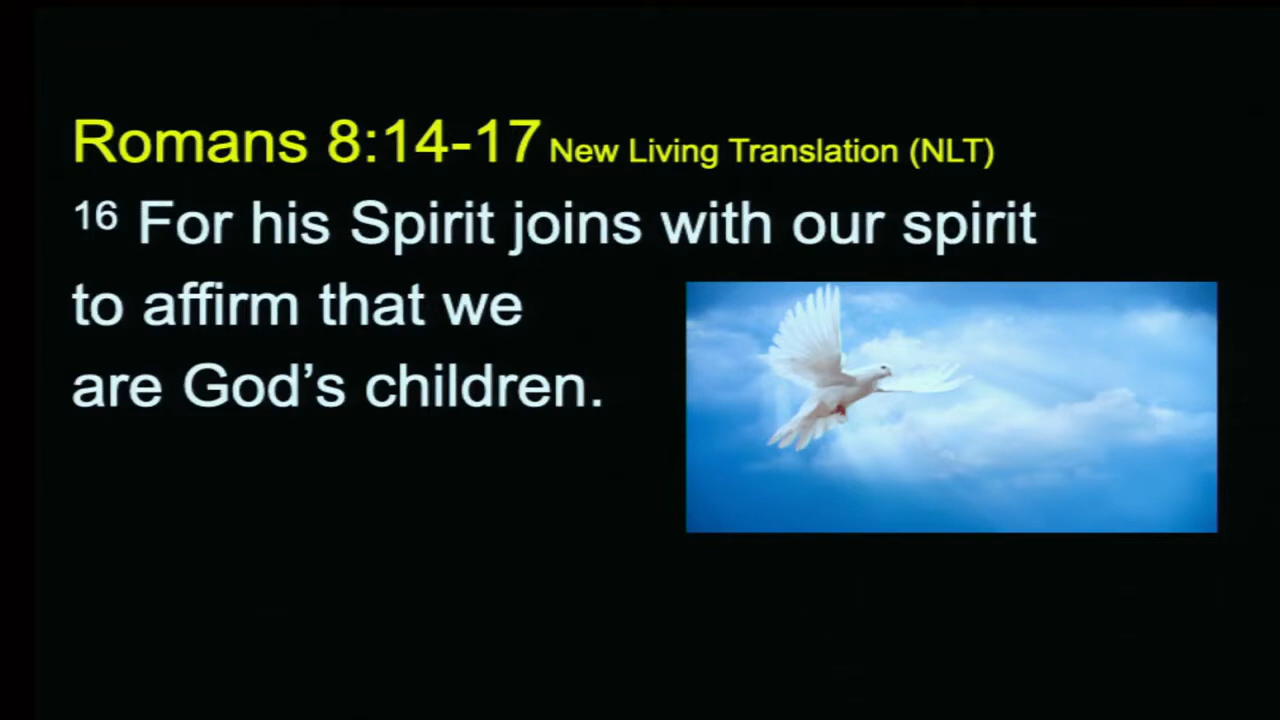 Romans 8:14-17 New Living Translation (NLT)
16 For his Spirit joins with our spirit
to affirm that we
are God’s children.